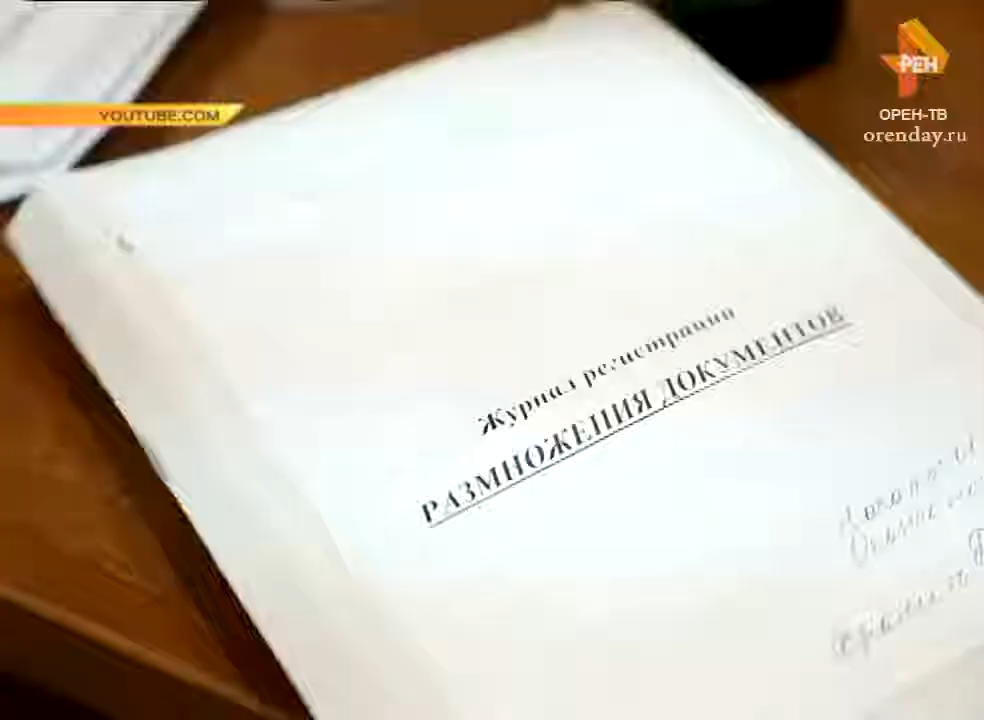 YOUTUBE.COM
РЕН
ОРЕН-ТВ
orenday.ru
Журнал регистрации
РАЗМНОЖЕНИЯ ДОКУМЕНТОВ